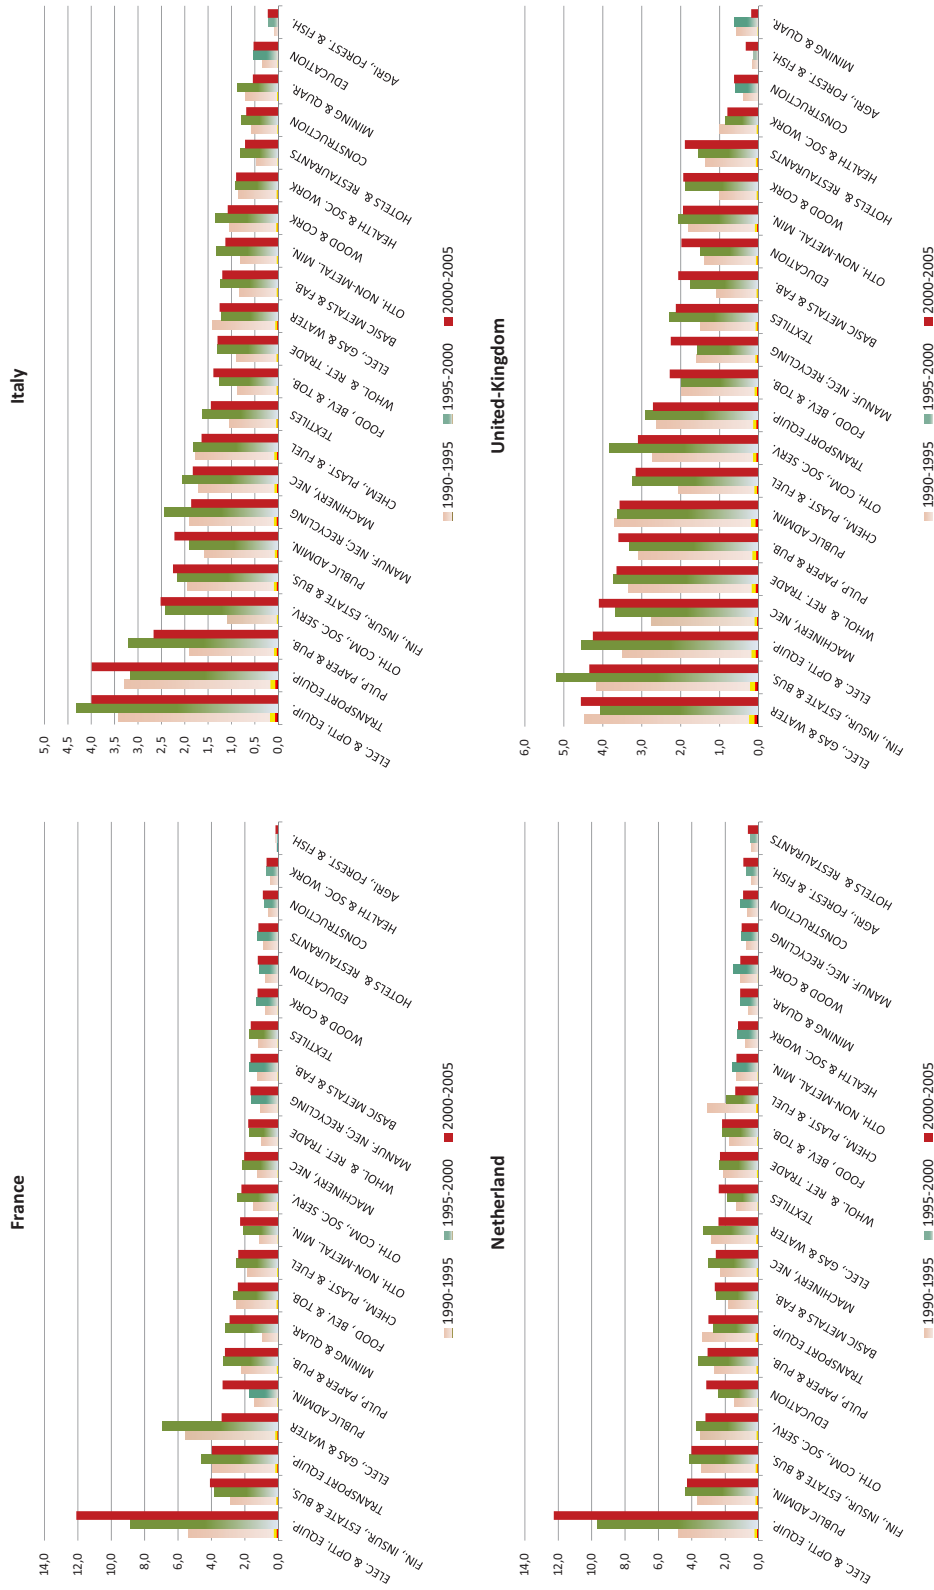 France
14,0
12,0
10,0
8,0
6,0
4,0
2,0
0,0
ELEC. & OPTI. EQUIP.
FIN., INSUR., ESTATE & BUS.
TRANSPORT EQUIP.
ELEC., GAS & WATER
PUBLIC ADMIN.
PULP, PAPER & PUB.
MINING & QUAR.
FOOD , BEV. & TOB.
CHEM., PLAST. & FUEL
OTH. NON-METAL. MIN.
OTH. COM., SOC. SERV.
MACHINERY, NEC
WHOL. & RET. TRADE
MANUF. NEC; RECYCLING
BASIC METALS & FAB.
TEXTILES
WOOD & CORK
EDUCATION
HOTELS & RESTAURANTS
CONSTRUCTION
HEALTH & SOC. WORK
AGRI., FOREST. & FISH.
1990-1995 1995-2000 2000-2005
Italy
5,0
4,5
4,0
3,5
3,0
2,5
2,0
1,5
1,0
0,5
0,0
ELEC. & OPTI. EQUIP.
TRANSPORT EQUIP.
PULP, PAPER & PUB.
OTH. COM., SOC. SERV.
FIN., INSUR., ESTATE & BUS.
PUBLIC ADMIN.
MANUF. NEC; RECYCLING
MACHINERY, NEC
CHEM., PLAST. & FUEL
TEXTILES
FOOD , BEV. & TOB.
WHOL. & RET. TRADE
ELEC., GAS & WATER
BASIC METALS & FAB.
OTH. NON-METAL. MIN.
WOOD & CORK
HEALTH & SOC. WORK
HOTELS & RESTAURANTS
CONSTRUCTION
MINING & QUAR.
EDUCATION
AGRI., FOREST. & FISH.
1990-1995 1995-2000 2000-2005
Netherland
14,0
12,0
10,0
8,0
6,0
4,0
2,0
0,0
ELEC. & OPTI. EQUIP.
PUBLIC ADMIN.
FIN., INSUR., ESTATE & BUS.
OTH. COM., SOC. SERV.
EDUCATION
PULP, PAPER & PUB.
TRANSPORT EQUIP.
BASIC METALS & FAB.
MACHINERY, NEC
ELEC., GAS & WATER
TEXTILES
WHOL. & RET. TRADE
FOOD , BEV. & TOB.
CHEM., PLAST. & FUEL
OTH. NON-METAL. MIN.
HEALTH & SOC. WORK
MINING & QUAR.
WOOD & CORK
MANUF. NEC; RECYCLING
CONSTRUCTION
AGRI., FOREST. & FISH.
HOTELS & RESTAURANTS
1990-1995 1995-2000 2000-2005
United-Kingdom
6,0
5,0
4,0
3,0
2,0
1,0
0,0
ELEC., GAS & WATER
FIN., INSUR., ESTATE & BUS.
ELEC. & OPTI. EQUIP.
MACHINERY, NEC
WHOL. & RET. TRADE
PULP, PAPER & PUB.
PUBLIC ADMIN.
CHEM., PLAST. & FUEL
OTH. COM., SOC. SERV.
TRANSPORT EQUIP.
FOOD , BEV. & TOB.
MANUF. NEC; RECYCLING
TEXTILES
BASIC METALS & FAB.
EDUCATION
OTH. NON-METAL. MIN.
WOOD & CORK
HOTELS & RESTAURANTS
HEALTH & SOC. WORK
CONSTRUCTION
AGRI., FOREST. & FISH.
MINING & QUAR.
1990-1995 1995-2000 2000-2005